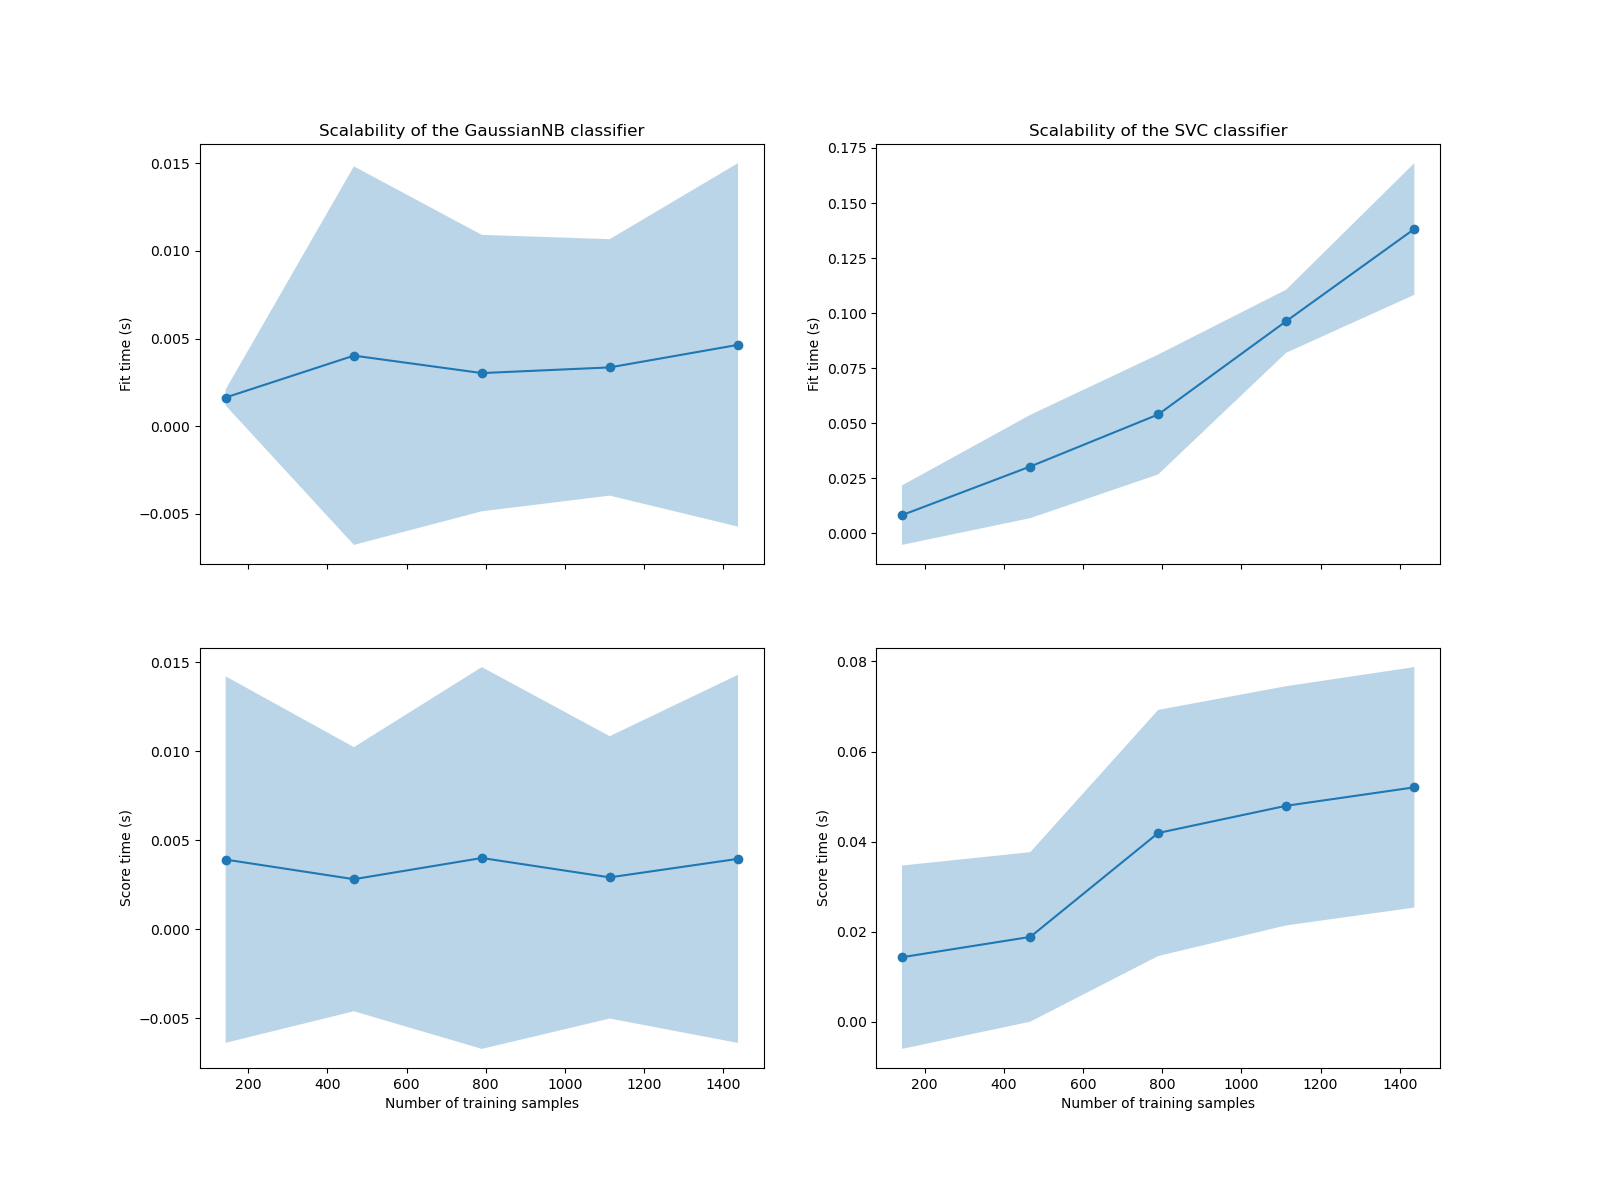 Scalability of the GaussianNB classifier
0.015
0.010
0.005
0.000
−0.005
Fit time (s)
Scalability of the SVC classifier
0.175
0.150
0.125
0.100
0.075
0.050
0.025
0.000
Fit time (s)
0.015
0.010
0.005
0.000
−0.005
Score time (s)
200 400 600 800 1000 1200 1400
Number of training samples
0.08
0.06
0.04
0.02
0.00
Score time (s)
200 400 600 800 1000 1200 1400
Number of training samples